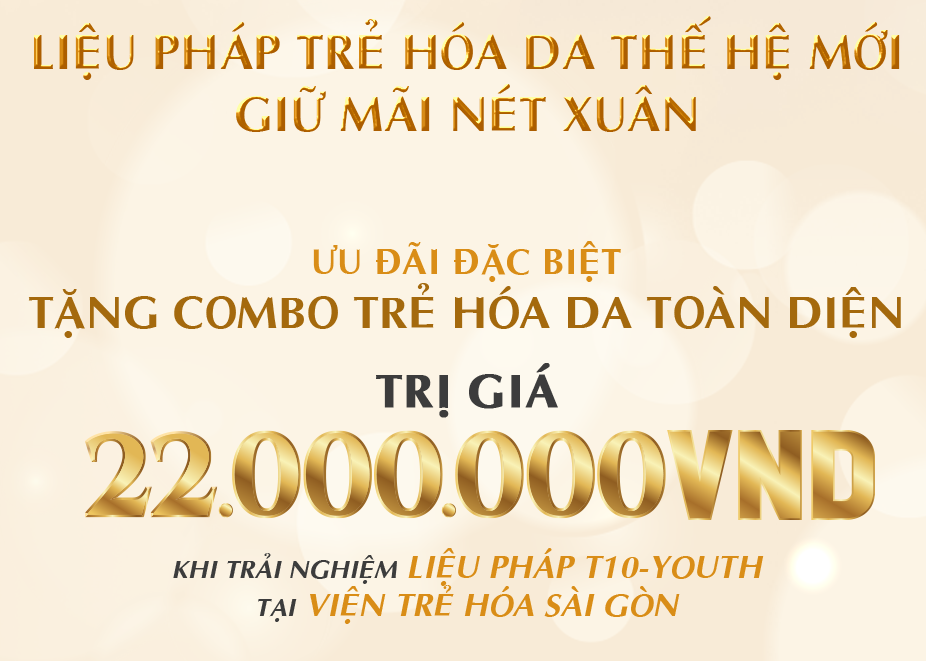 LIỆU PHÁP TRẺ HÓA DA THẾ HỆ MỚI
GIỮ MÃI NÉT XUÂN
ƯU ĐÃI ĐẶC BIỆT
TẶNG COMBO TRẺ HÓA DA TOÀN DIỆN
TRỊ GIÁ
22.000.000VND
KHI TRẢI NGHIỆM LIỆU PHÁP T10-YOUTH
TẠI VIỆN TRẺ HÓA SÀI GÒN